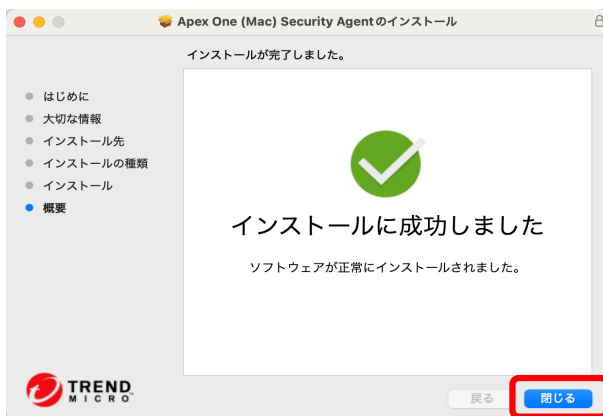 Apex One (Mac) Security Agentのインストール
インストールが完了しました。
はじめに
大切な情報
インストール先
インストールの種類
インストール
概要
インストールに成功しました
ソフトウェアが正常にインストールされました。
TREND
MICRO
戻る
閉じる